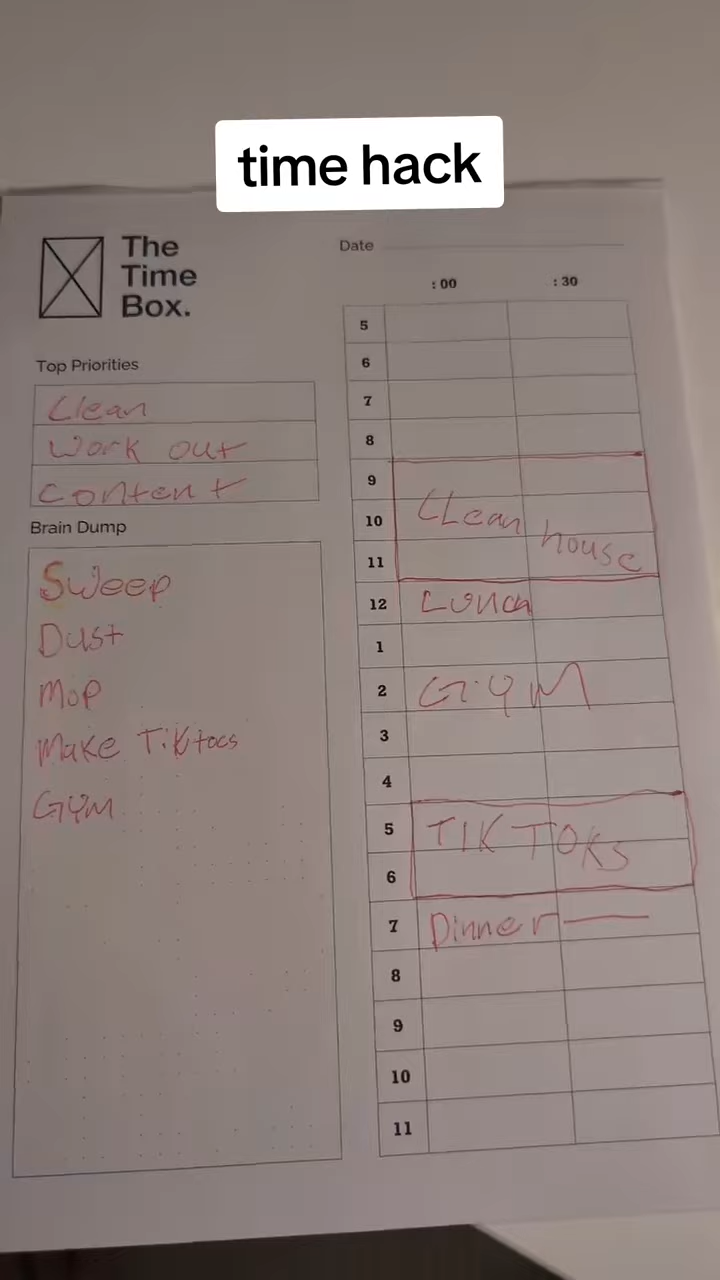 time hack
The
Time
Box.
Top Priorities
Clean
Work out
Content
Brain Dump
Sweep
Dust
Mop
Make Tiktocs
GYM
Date
:00 :30
5
6
7
8
9
10 CLean house
11
12 Lunch
1
2 GYM
3
4
5 TIK TOKS
6
7 Dinner
8
9
10
11